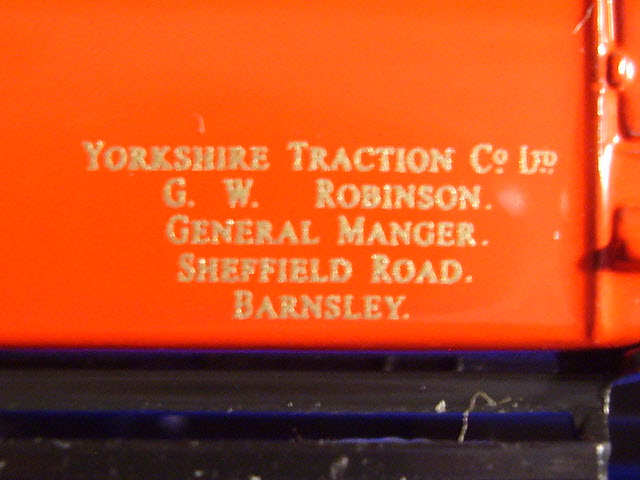 YORKSHIRE TRACTION Cº LTD
G. W. ROBINSON.
GENERAL MANGER.
SHEFFIELD ROAD.
BARNSLEY.